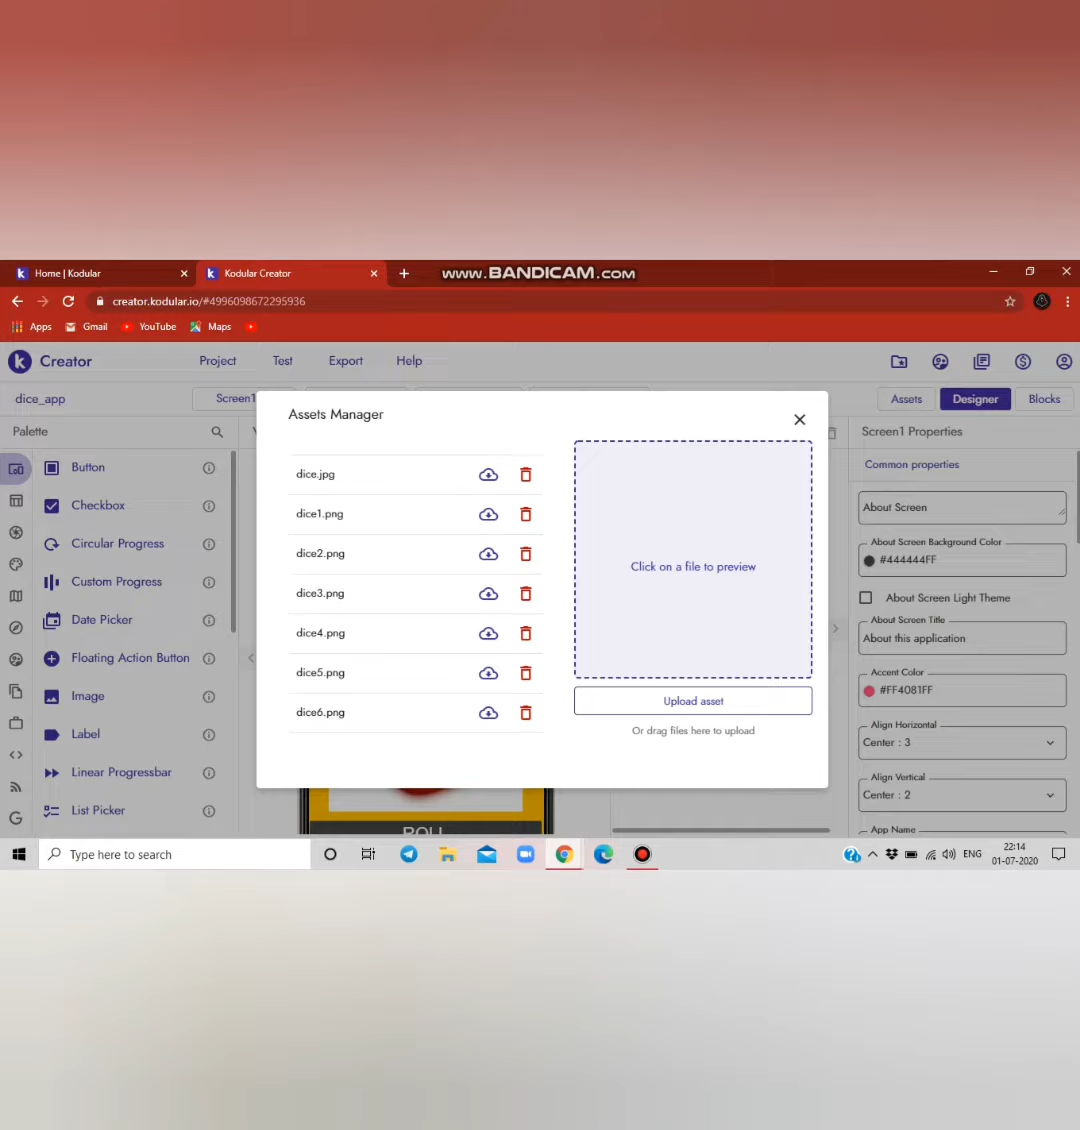 Home | Kodular
Kodular Creator
www.BANDICAM.com
creator.kodular.io/#4996098672295936
Apps
Gmail
YouTube
Maps
Creator
Project
Test
Export
Help
dice_app
Screen1
Assets
Designer
Blocks
Palette
Screen1 Properties
Assets Manager
Common properties
Button
Checkbox
Circular Progress
Custom Progress
Date Picker
Floating Action Button
Image
Label
Linear Progressbar
List Picker
dice.jpg
dice1.png
dice2.png
dice3.png
dice4.png
dice5.png
dice6.png
Click on a file to preview
Upload asset
Or drag files here to upload
ROLL
About Screen
About Screen Background Color
#444444FF
About Screen Light Theme
About Screen Title
About this application
Accent Color
#FF4081FF
Align Horizontal
Center : 3
Align Vertical
Center : 2
App Name
Type here to search
ENG
22:14
01-07-2020